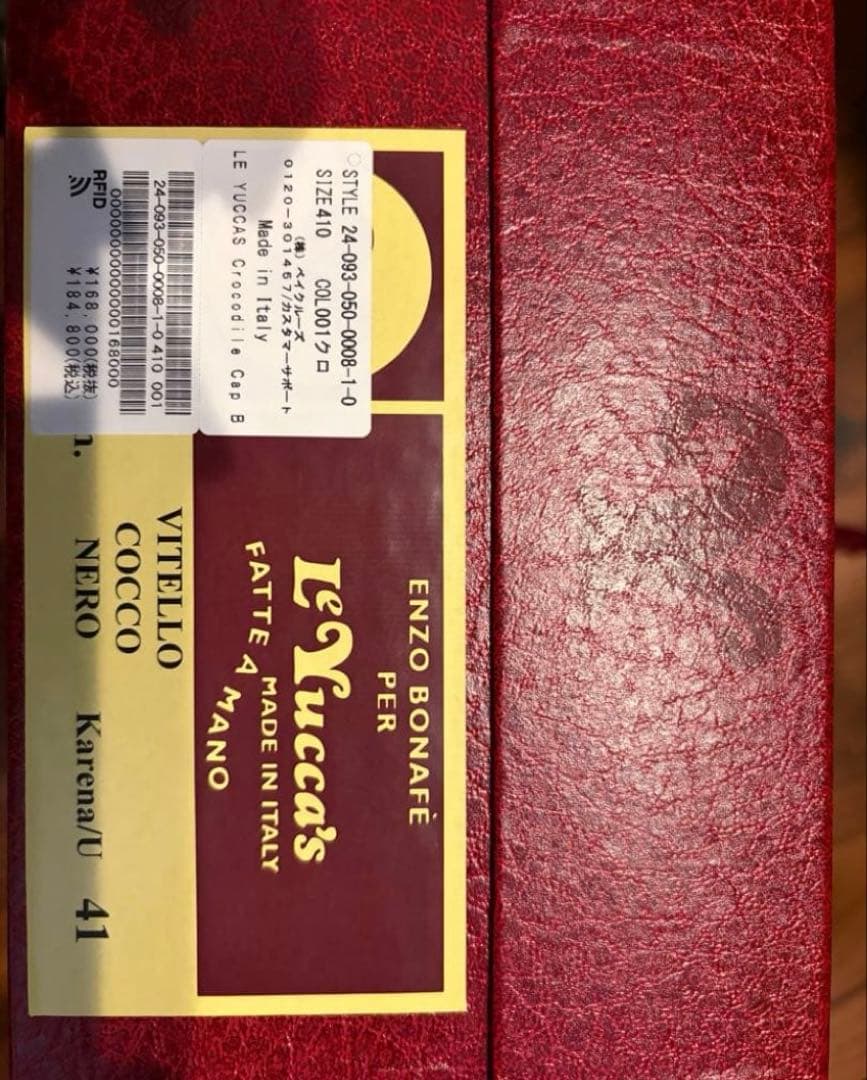 ○STYLE 24-093-050-0008-1-0
SIZE410 COL001クロ
(株)ベイクルーズ
0120-301457/カスタマーサポート
Made in Italy
LE YUCCAS Crocodile Cap B
24-093-050-0008-1-0 410 001
0000000000000000168000
RFID
¥168,000(税抜)
¥184,800(税込)
ENZO BONAFÈ
PER
Le Yucca's
MADE IN ITALY
FATTE A MANO
VITELLO
COCCO
n. NERO Karena/U 41